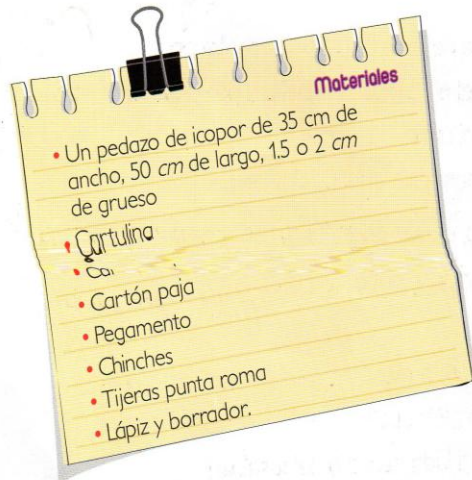 Materiales
• Un pedazo de icopor de 35 cm de
ancho, 50 cm de largo, 1.5 o 2 cm
de grueso
• Cartulina
•
• Cartón paja
• Pegamento
• Chinches
• Tijeras punta roma
• Lápiz y borrador.